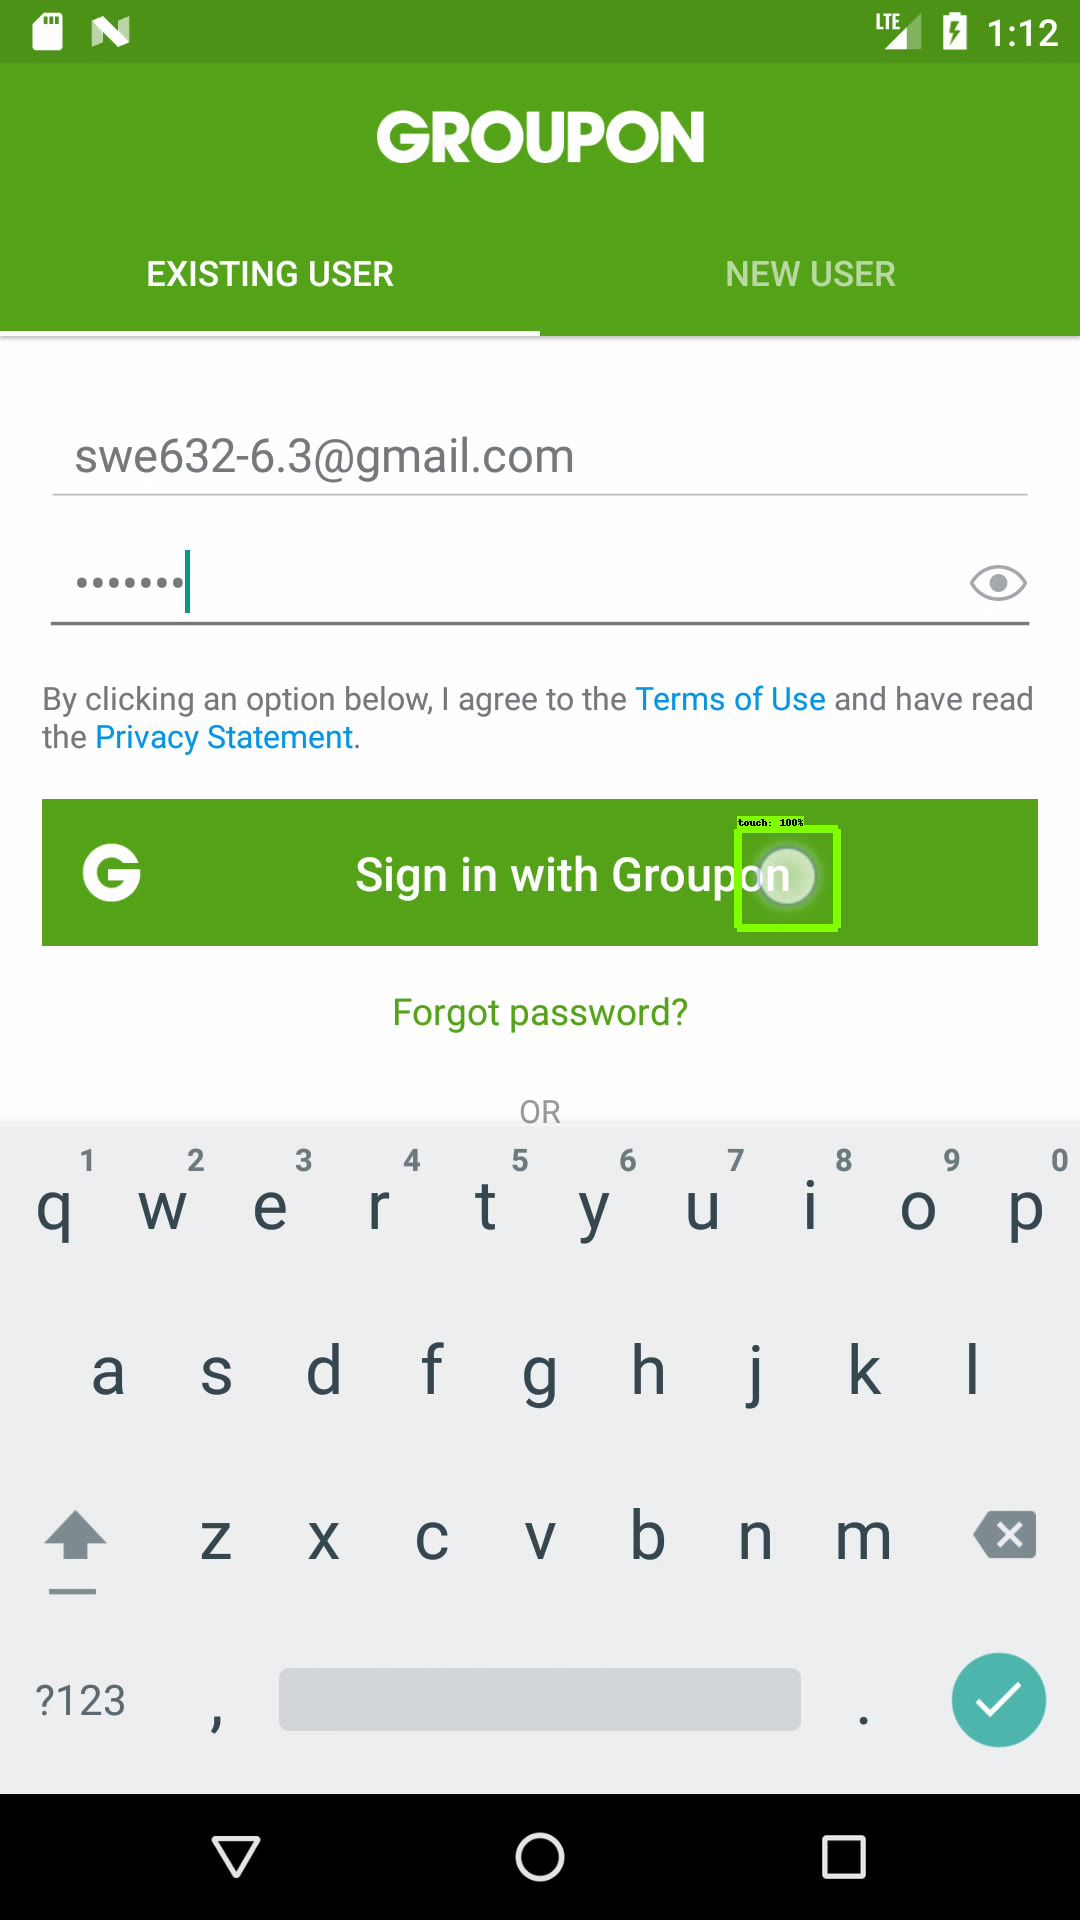 LTE 1:12
GROUPON
EXISTING USER NEW USER
swe632-6.3@gmail.com
•••••••
By clicking an option below, I agree to the Terms of Use and have read
the Privacy Statement.
touch: 100%
G Sign in with Groupon
Forgot password?
OR
1 2 3 4 5 6 7 8 9 0
q w e r t y u i o p
a s d f g h j k l
z x c v b n m
?123 , .